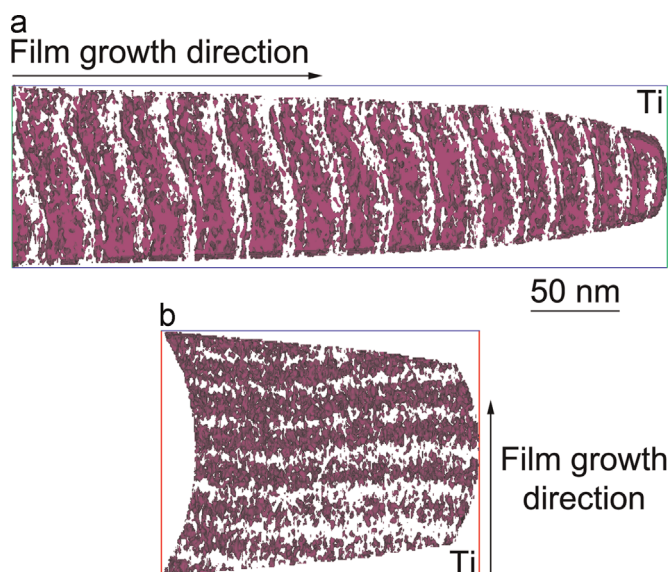 a
Film growth direction
Ti
50 nm
b
Film growth
direction
Ti